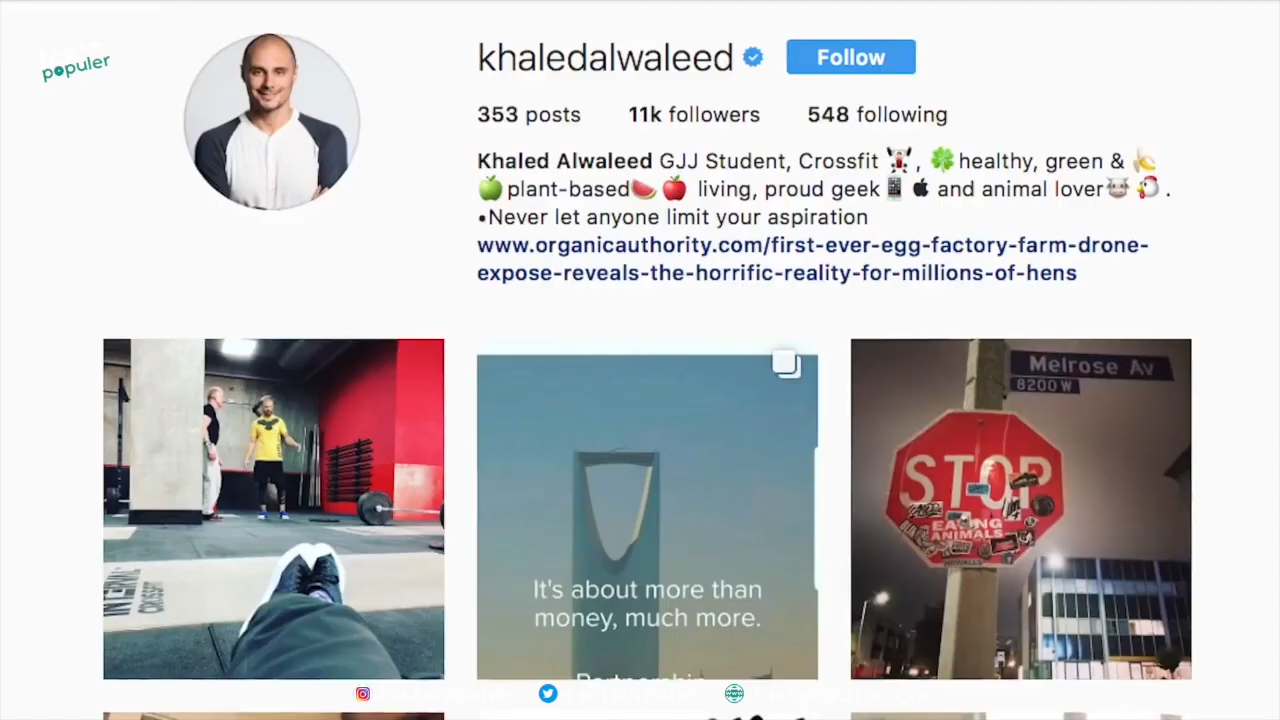 populer
khaledalwaleed
Follow
353 posts 11k followers 548 following
Khaled Alwaleed GJJ Student, Crossfit 🏋️, 🍀healthy, green & 🍌
🍏plant-based🍉🍎 living, proud geek📱 and animal lover🐮🐔.
•Never let anyone limit your aspiration
www.organicauthority.com/first-ever-egg-factory-farm-drone-
expose-reveals-the-horrific-reality-for-millions-of-hens
INTERVAL
CROSSFIT
It's about more than
money, much more.
Partnership
Melrose Av
8200 W
STOP
EATING
ANIMALS